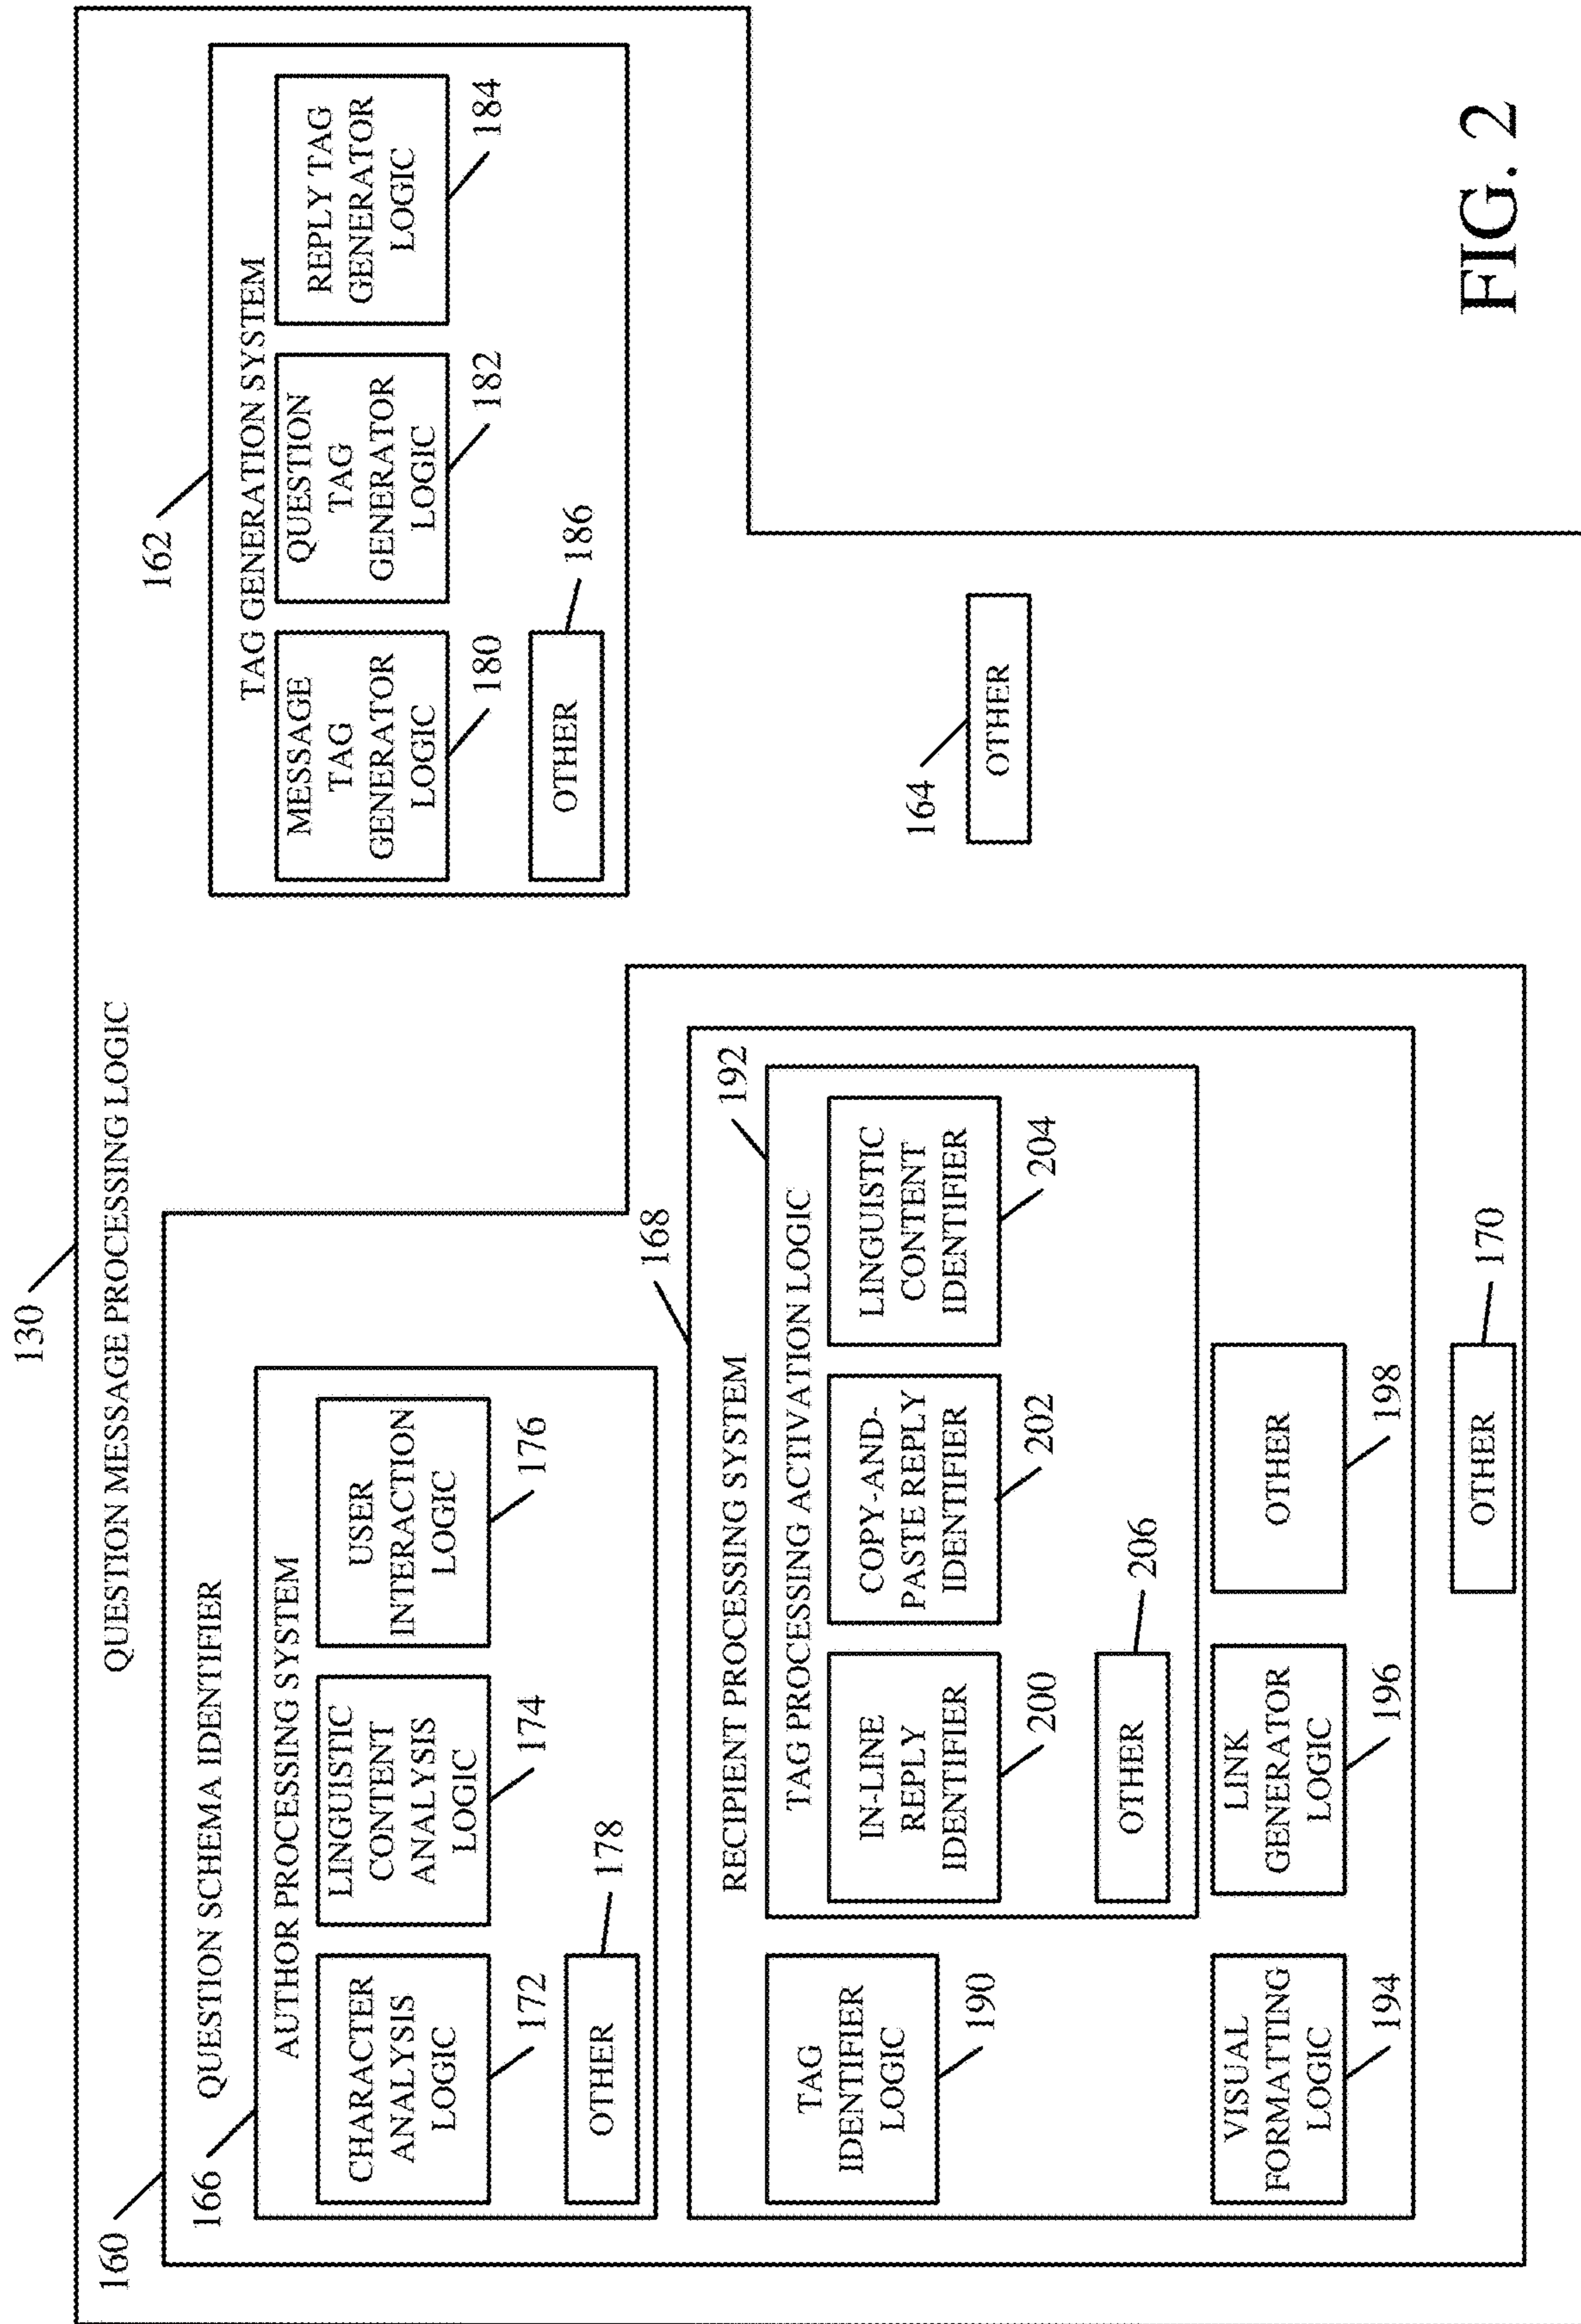 130
QUESTION MESSAGE PROCESSING LOGIC
160
QUESTION SCHEMA IDENTIFIER
166
AUTHOR PROCESSING SYSTEM
CHARACTER
ANALYSIS
LOGIC
172
LINGUISTIC
CONTENT
ANALYSIS
LOGIC
174
USER
INTERACTION
LOGIC
176
OTHER
178
162
TAG GENERATION SYSTEM
MESSAGE
TAG
GENERATOR
LOGIC
180
QUESTION
TAG
GENERATOR
LOGIC
182
REPLY TAG
GENERATOR
LOGIC
184
OTHER
186
168
RECIPIENT PROCESSING SYSTEM
192
TAG
IDENTIFIER
LOGIC
190
TAG PROCESSING ACTIVATION LOGIC
IN-LINE
REPLY
IDENTIFIER
200
COPY-AND-
PASTE REPLY
IDENTIFIER
202
LINGUISTIC
CONTENT
IDENTIFIER
204
OTHER
206
VISUAL
FORMATTING
LOGIC
194
LINK
GENERATOR
LOGIC
196
OTHER
198
OTHER
170
164
OTHER
FIG. 2